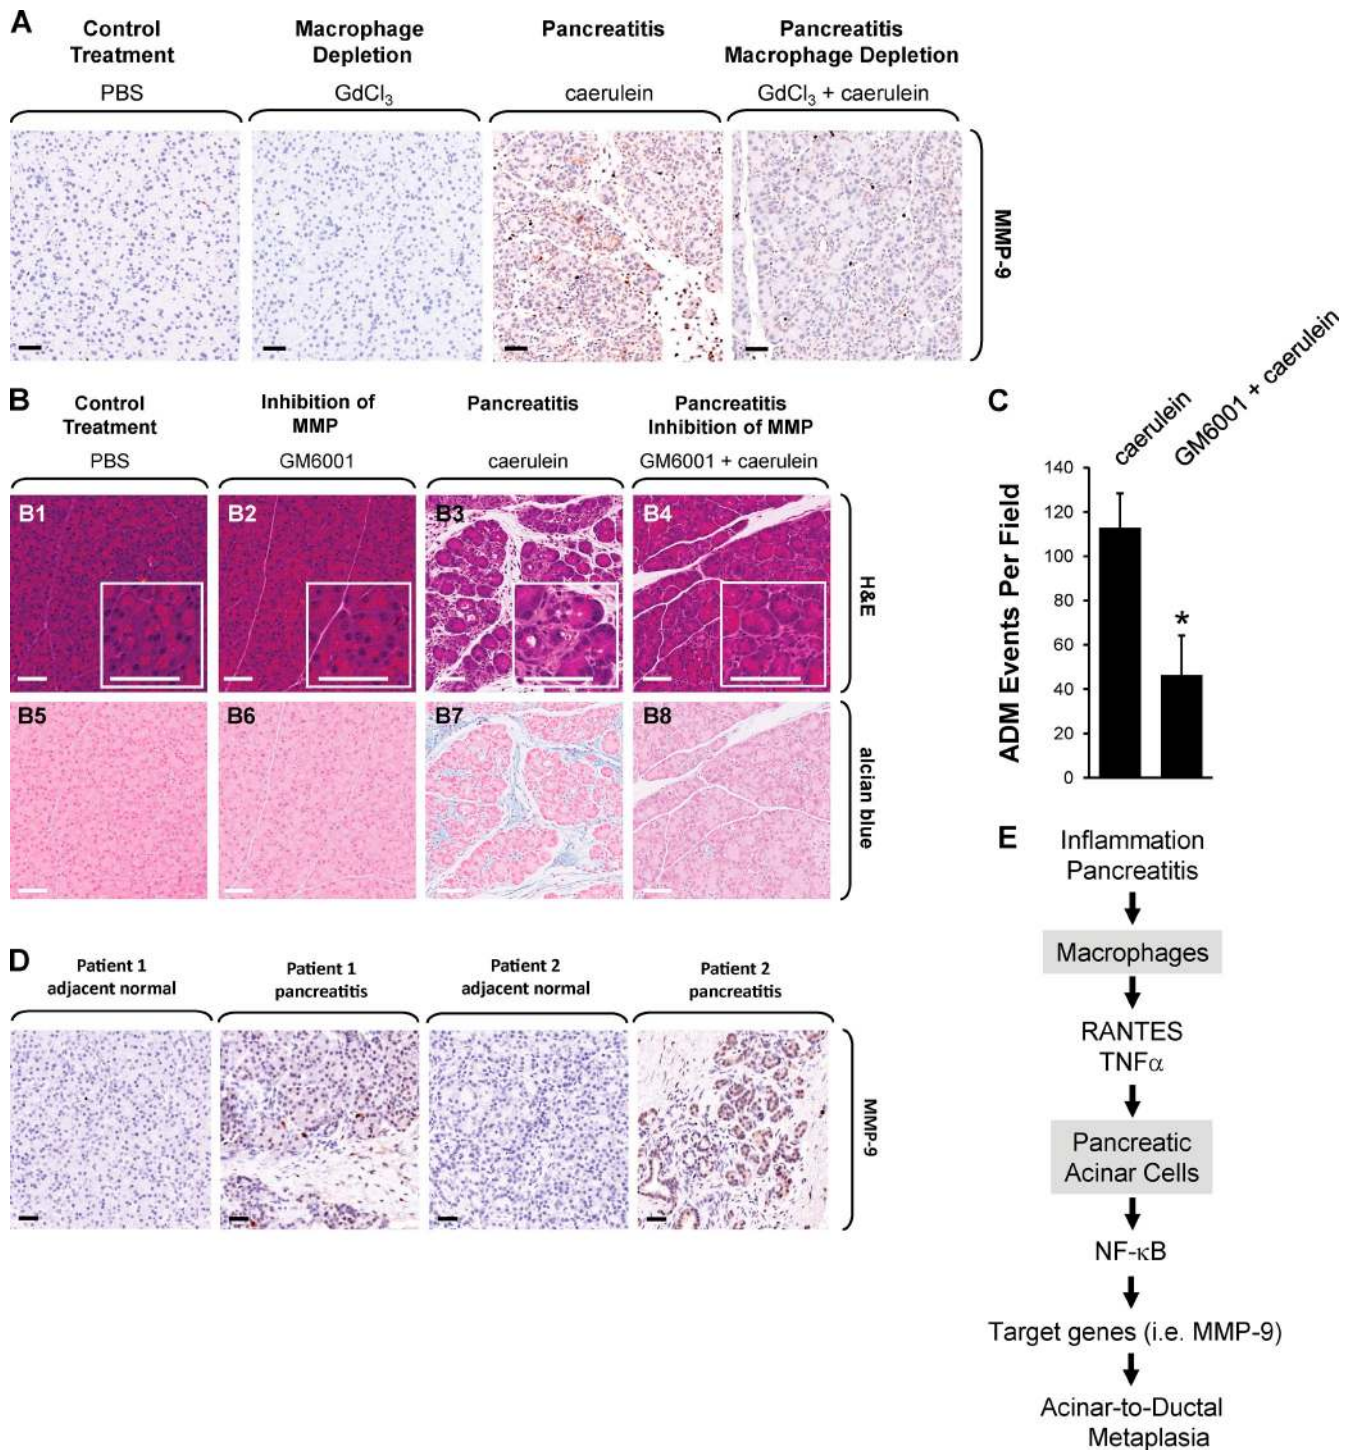 A
Control
Treatment
PBS
Macrophage
Depletion
GdCl3
Pancreatitis
caerulein
Pancreatitis
Macrophage Depletion
GdCl3 + caerulein
MMP-9
B
Control
Treatment
PBS
Inhibition of
MMP
GM6001
Pancreatitis
caerulein
Pancreatitis
Inhibition of MMP
GM6001 + caerulein
B1
B2
B3
B4
H&E
B5
B6
B7
B8
alcian blue
C
caerulein
GM6001 + caerulein
ADM Events Per Field
140
120
100
80
60
40
20
0
*
D
Patient 1
adjacent normal
Patient 1
pancreatitis
Patient 2
adjacent normal
Patient 2
pancreatitis
MMP-9
E
Inflammation
Pancreatitis
Macrophages
RANTES
TNFα
Pancreatic
Acinar Cells
NF-κB
Target genes (i.e. MMP-9)
Acinar-to-Ductal
Metaplasia